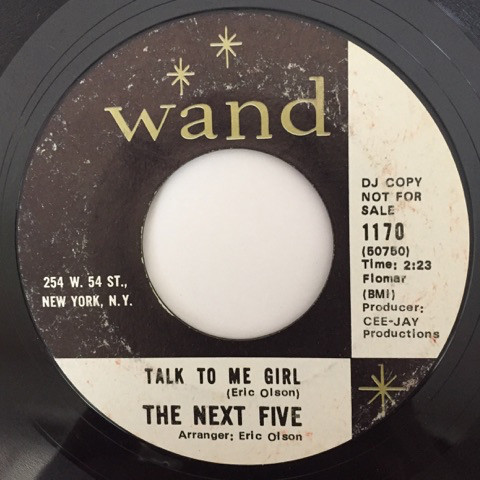 wand
DJ COPY
NOT FOR
SALE
1170
(50750)
Time: 2:23
Flomar
(BMI)
Producer:
CEE-JAY
Productions
254 W. 54 ST.,
NEW YORK, N.Y.
TALK TO ME GIRL
(Eric Olson)
THE NEXT FIVE
Arranger: Eric Olson